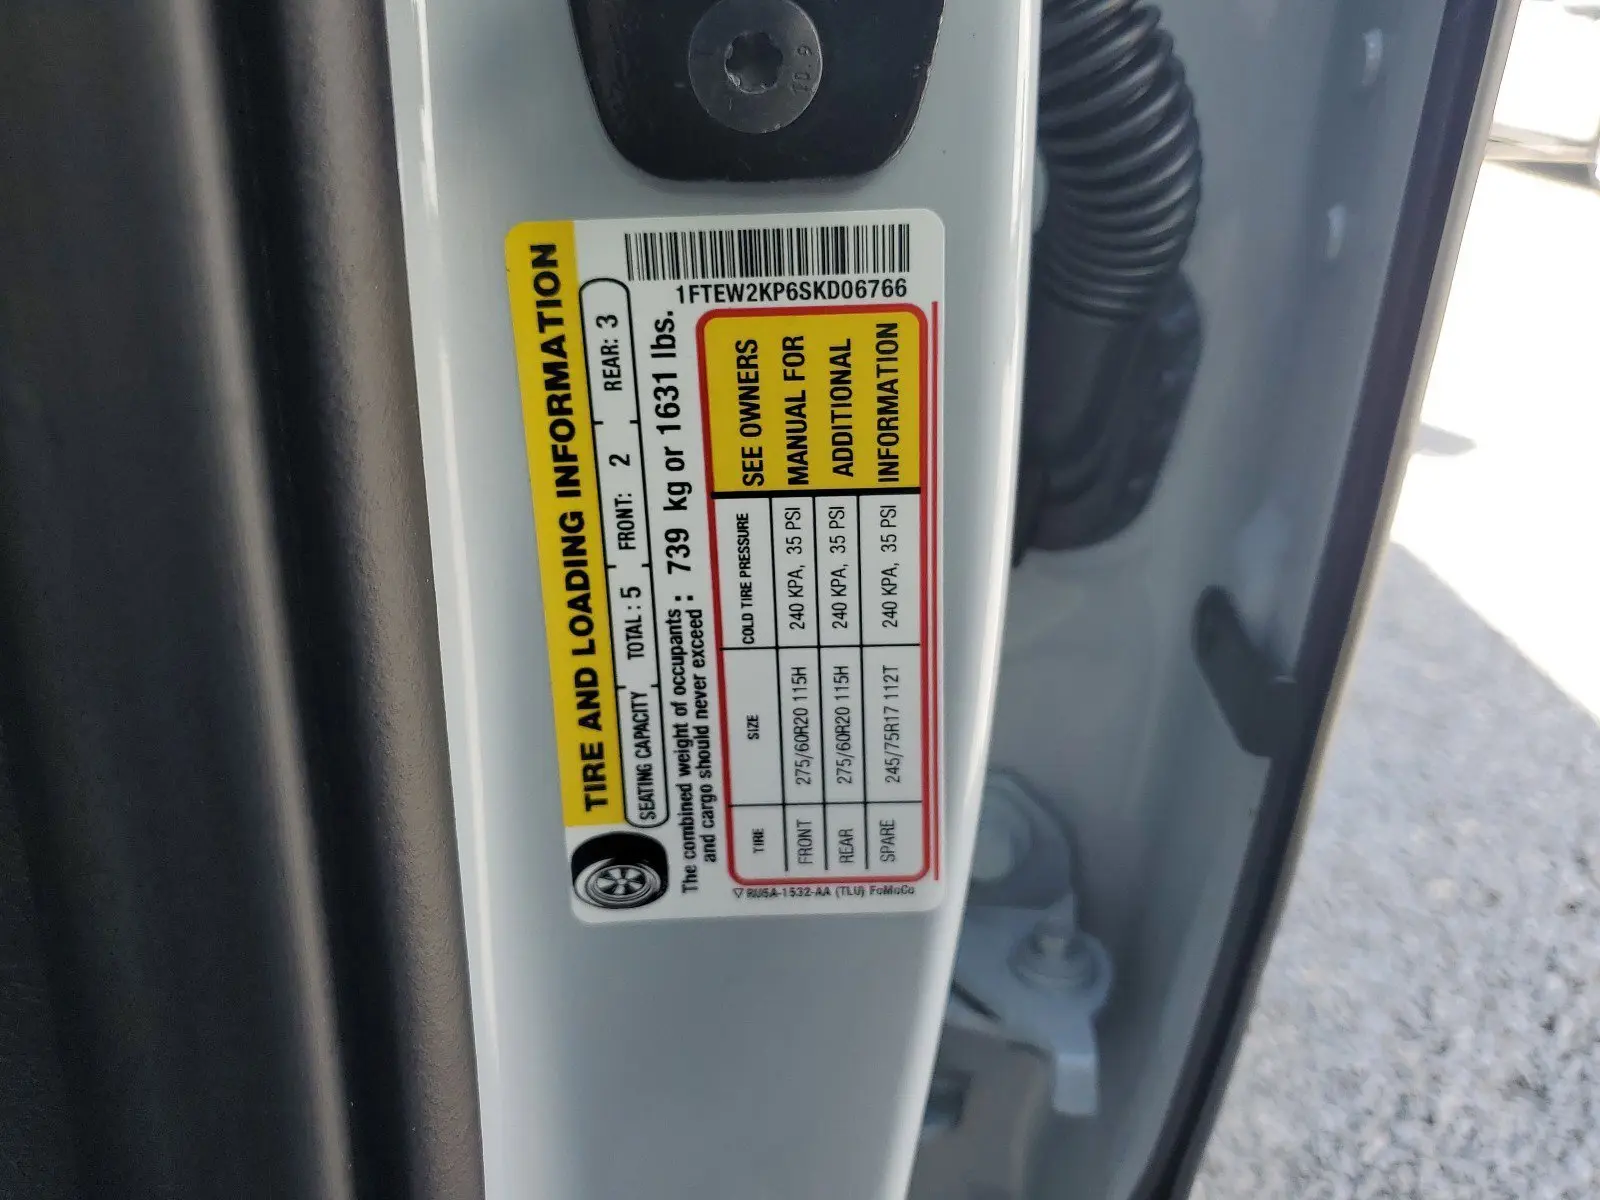 TIRE AND LOADING INFORMATION
SEATING CAPACITY TOTAL : 5 FRONT: 2 REAR: 3
The combined weight of occupants : 739 kg or 1631 lbs.
and cargo should never exceed :
1FTEW2KP6SKD06766
TIRE SIZE COLD TIRE PRESSURE
FRONT 275/60R20 115H 240 KPA, 35 PSI
REAR 275/60R20 115H 240 KPA, 35 PSI
SPARE 245/75R17 112T 240 KPA, 35 PSI
SEE OWNERS
MANUAL FOR
ADDITIONAL
INFORMATION
(TLU) FoMoCo